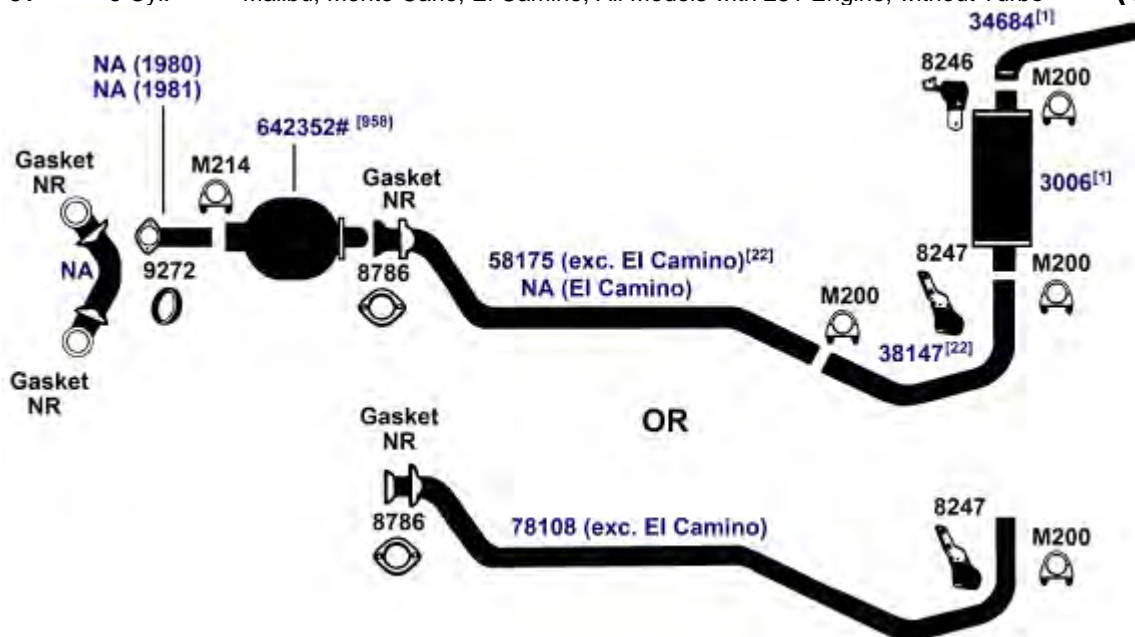 34684[1]
8246
M200
NA (1980)
NA (1981)
642352# [958]
Gasket
NR
M214
Gasket
NR
3006[1]
NA
9272
8786
58175 (exc. El Camino)[22]
NA (El Camino)
8247
M200
M200
38147[22]
Gasket
NR
OR
Gasket
NR
8786
78108 (exc. El Camino)
8247
M200